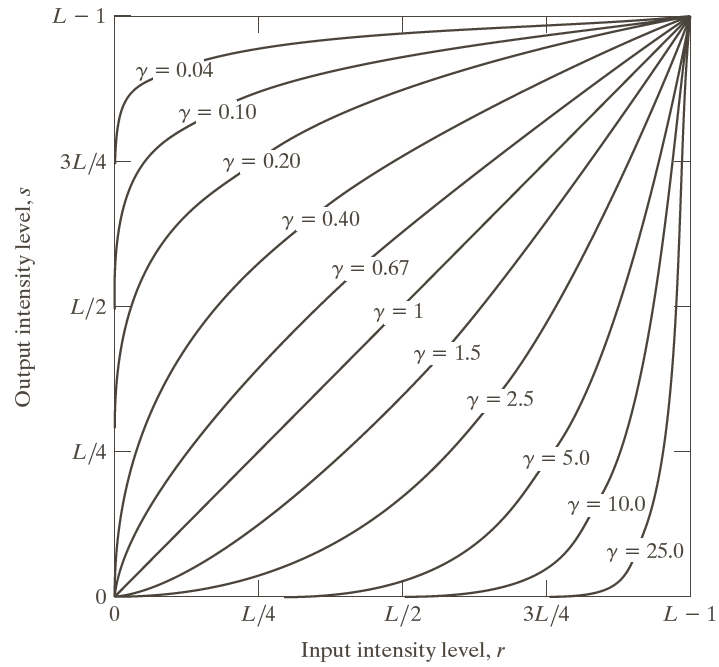 L − 1
γ = 0.04
γ = 0.10
3L/4
γ = 0.20
γ = 0.40
γ = 0.67
Output intensity level, s
L/2
γ = 1
γ = 1.5
γ = 2.5
L/4
γ = 5.0
γ = 10.0
γ = 25.0
0
0
L/4
L/2
3L/4
L − 1
Input intensity level, r